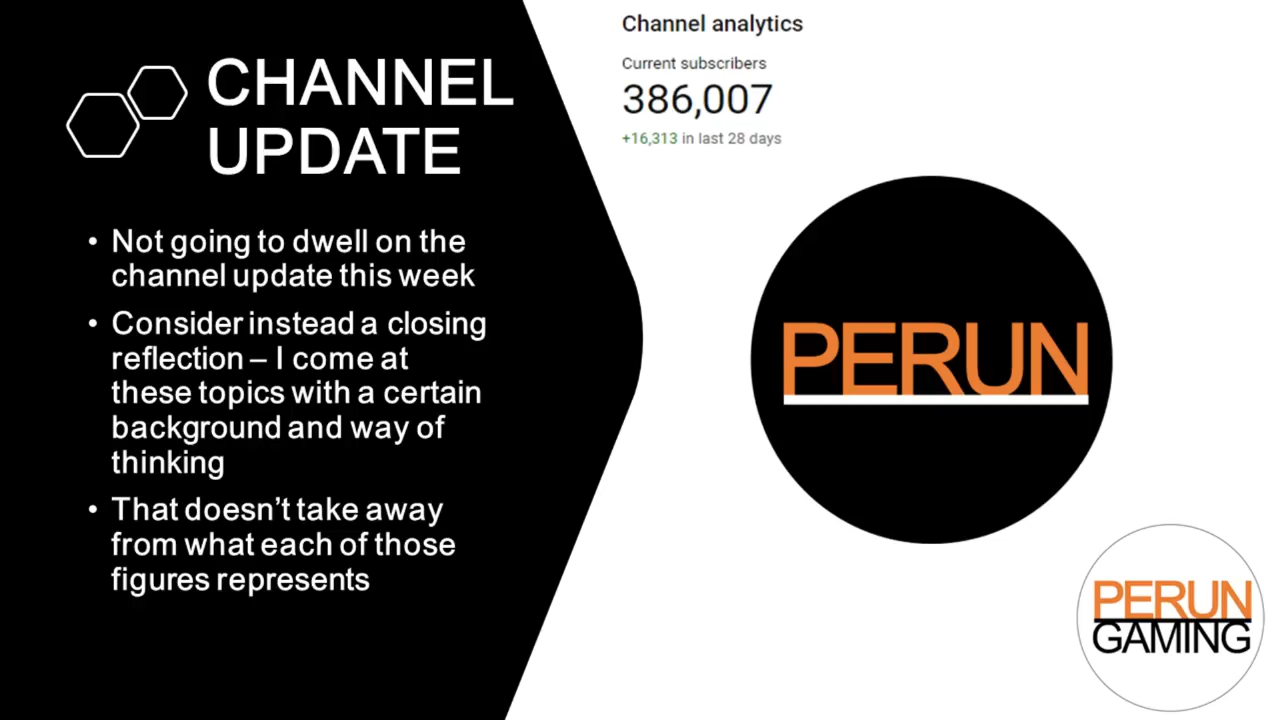 CHANNEL
UPDATE
• Not going to dwell on the
channel update this week
• Consider instead a closing
reflection – I come at
these topics with a certain
background and way of
thinking
• That doesn't take away
from what each of those
figures represents
Channel analytics
Current subscribers
386,007
+16,313 in last 28 days
PERUN
PERUN
GAMING